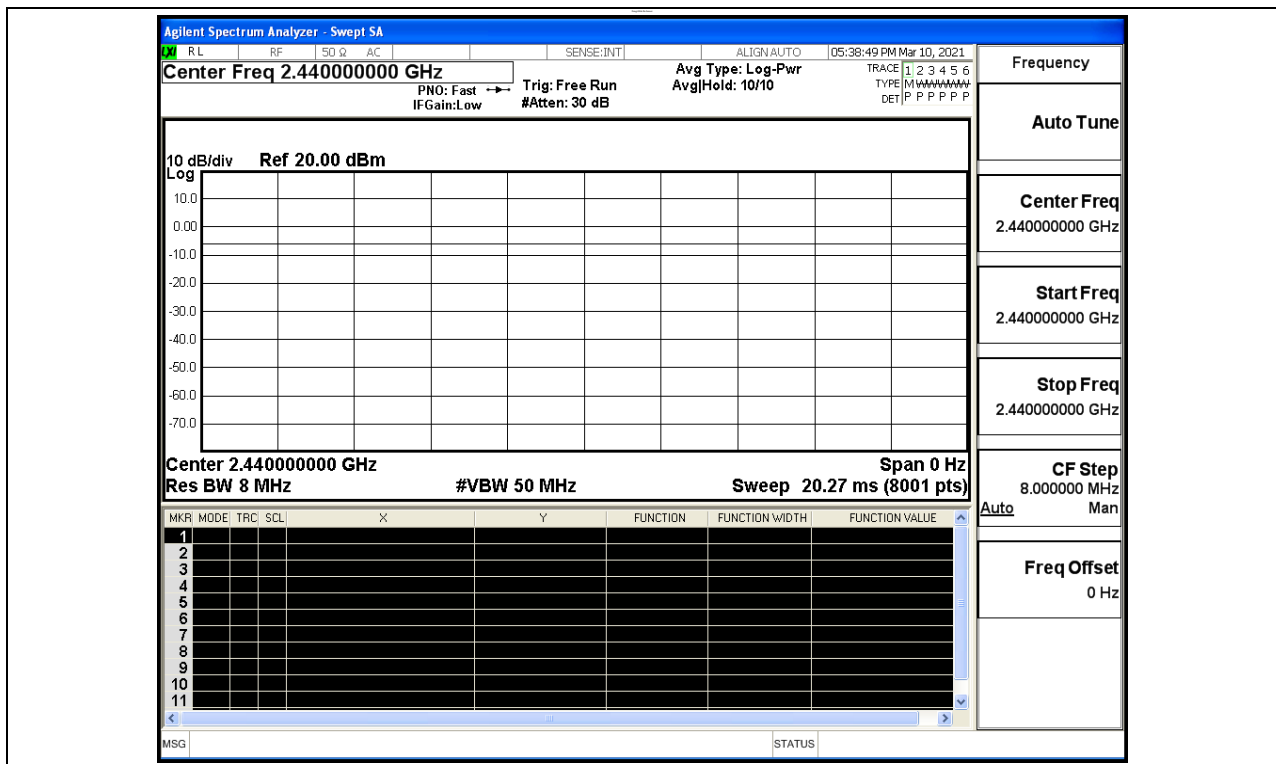 Agilent Spectrum Analyzer - Swept SA
LXI RL RF 50 Ω AC SENSE:INT ALIGN AUTO 05:38:49 PM Mar 10, 2021
Center Freq 2.440000000 GHz
PNO: Fast
IFGain:Low
Trig: Free Run
#Atten: 30 dB
Avg Type: Log-Pwr
Avg|Hold: 10/10
TRACE 1 2 3 4 5 6
TYPE M WWWWW
DET P P P P P P
10 dB/div Ref 20.00 dBm
Log
10.0
0.00
-10.0
-20.0
-30.0
-40.0
-50.0
-60.0
-70.0
Center 2.440000000 GHz Span 0 Hz
Res BW 8 MHz #VBW 50 MHz Sweep 20.27 ms (8001 pts)
MKR MODE TRC SCL X Y FUNCTION FUNCTION WIDTH FUNCTION VALUE
1
2
3
4
5
6
7
8
9
10
11
MSG STATUS
Frequency
Auto Tune
Center Freq
2.440000000 GHz
Start Freq
2.440000000 GHz
Stop Freq
2.440000000 GHz
CF Step
8.000000 MHz
Auto Man
Freq Offset
0 Hz